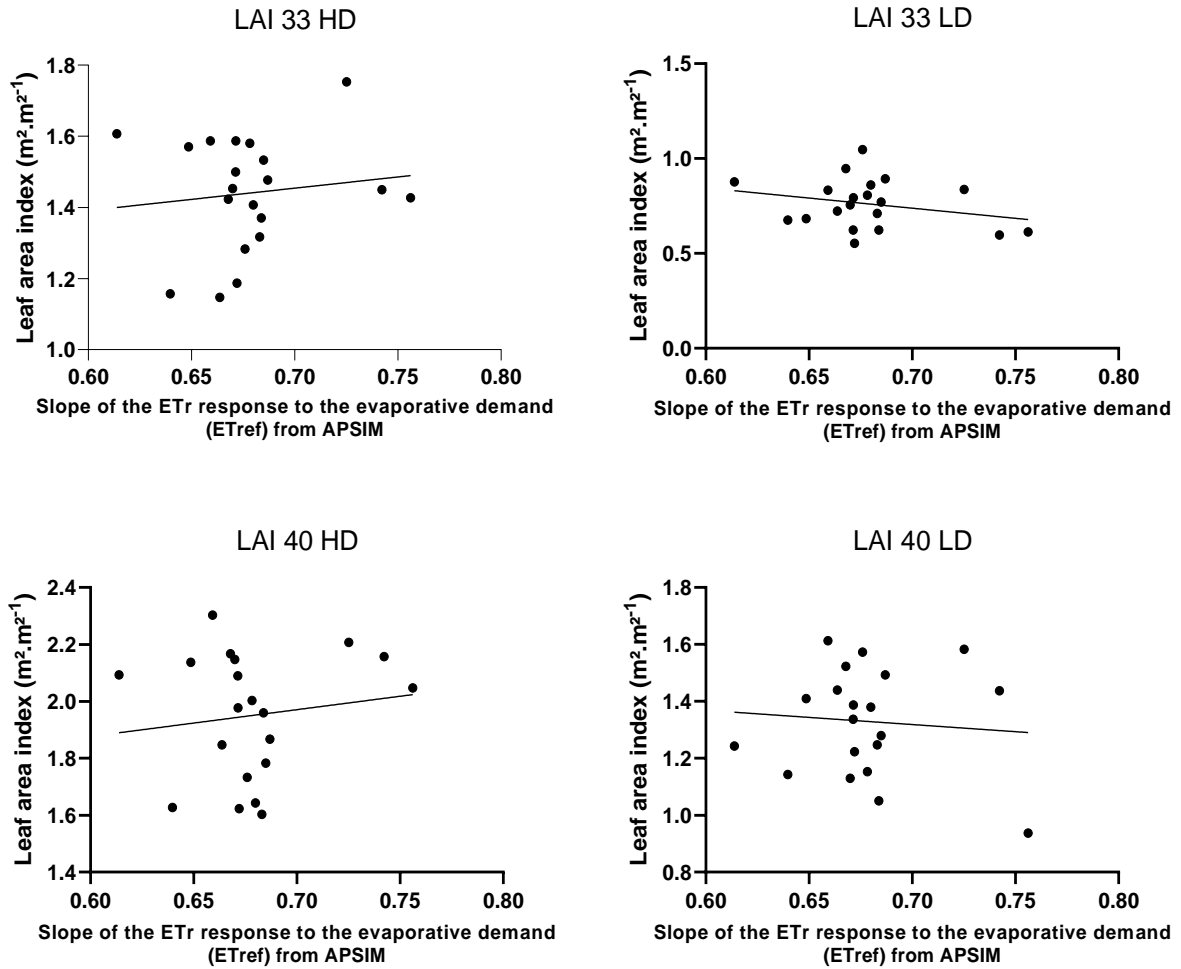 LAI 33 HD
Leaf area index (m².m²⁻¹)
1.8
1.6
1.4
1.2
1.0
0.60 0.65 0.70 0.75 0.80
Slope of the ETr response to the evaporative demand
(ETref) from APSIM
LAI 33 LD
Leaf area index (m².m²⁻¹)
1.5
1.0
0.5
0.0
0.60 0.65 0.70 0.75 0.80
Slope of the ETr response to the evaporative demand
(ETref) from APSIM
LAI 40 HD
Leaf area index (m².m²⁻¹)
2.4
2.2
2.0
1.8
1.6
1.4
0.60 0.65 0.70 0.75 0.80
Slope of the ETr response to the evaporative demand
(ETref) from APSIM
LAI 40 LD
Leaf area index (m².m²⁻¹)
1.8
1.6
1.4
1.2
1.0
0.8
0.60 0.65 0.70 0.75 0.80
Slope of the ETr response to the evaporative demand
(ETref) from APSIM